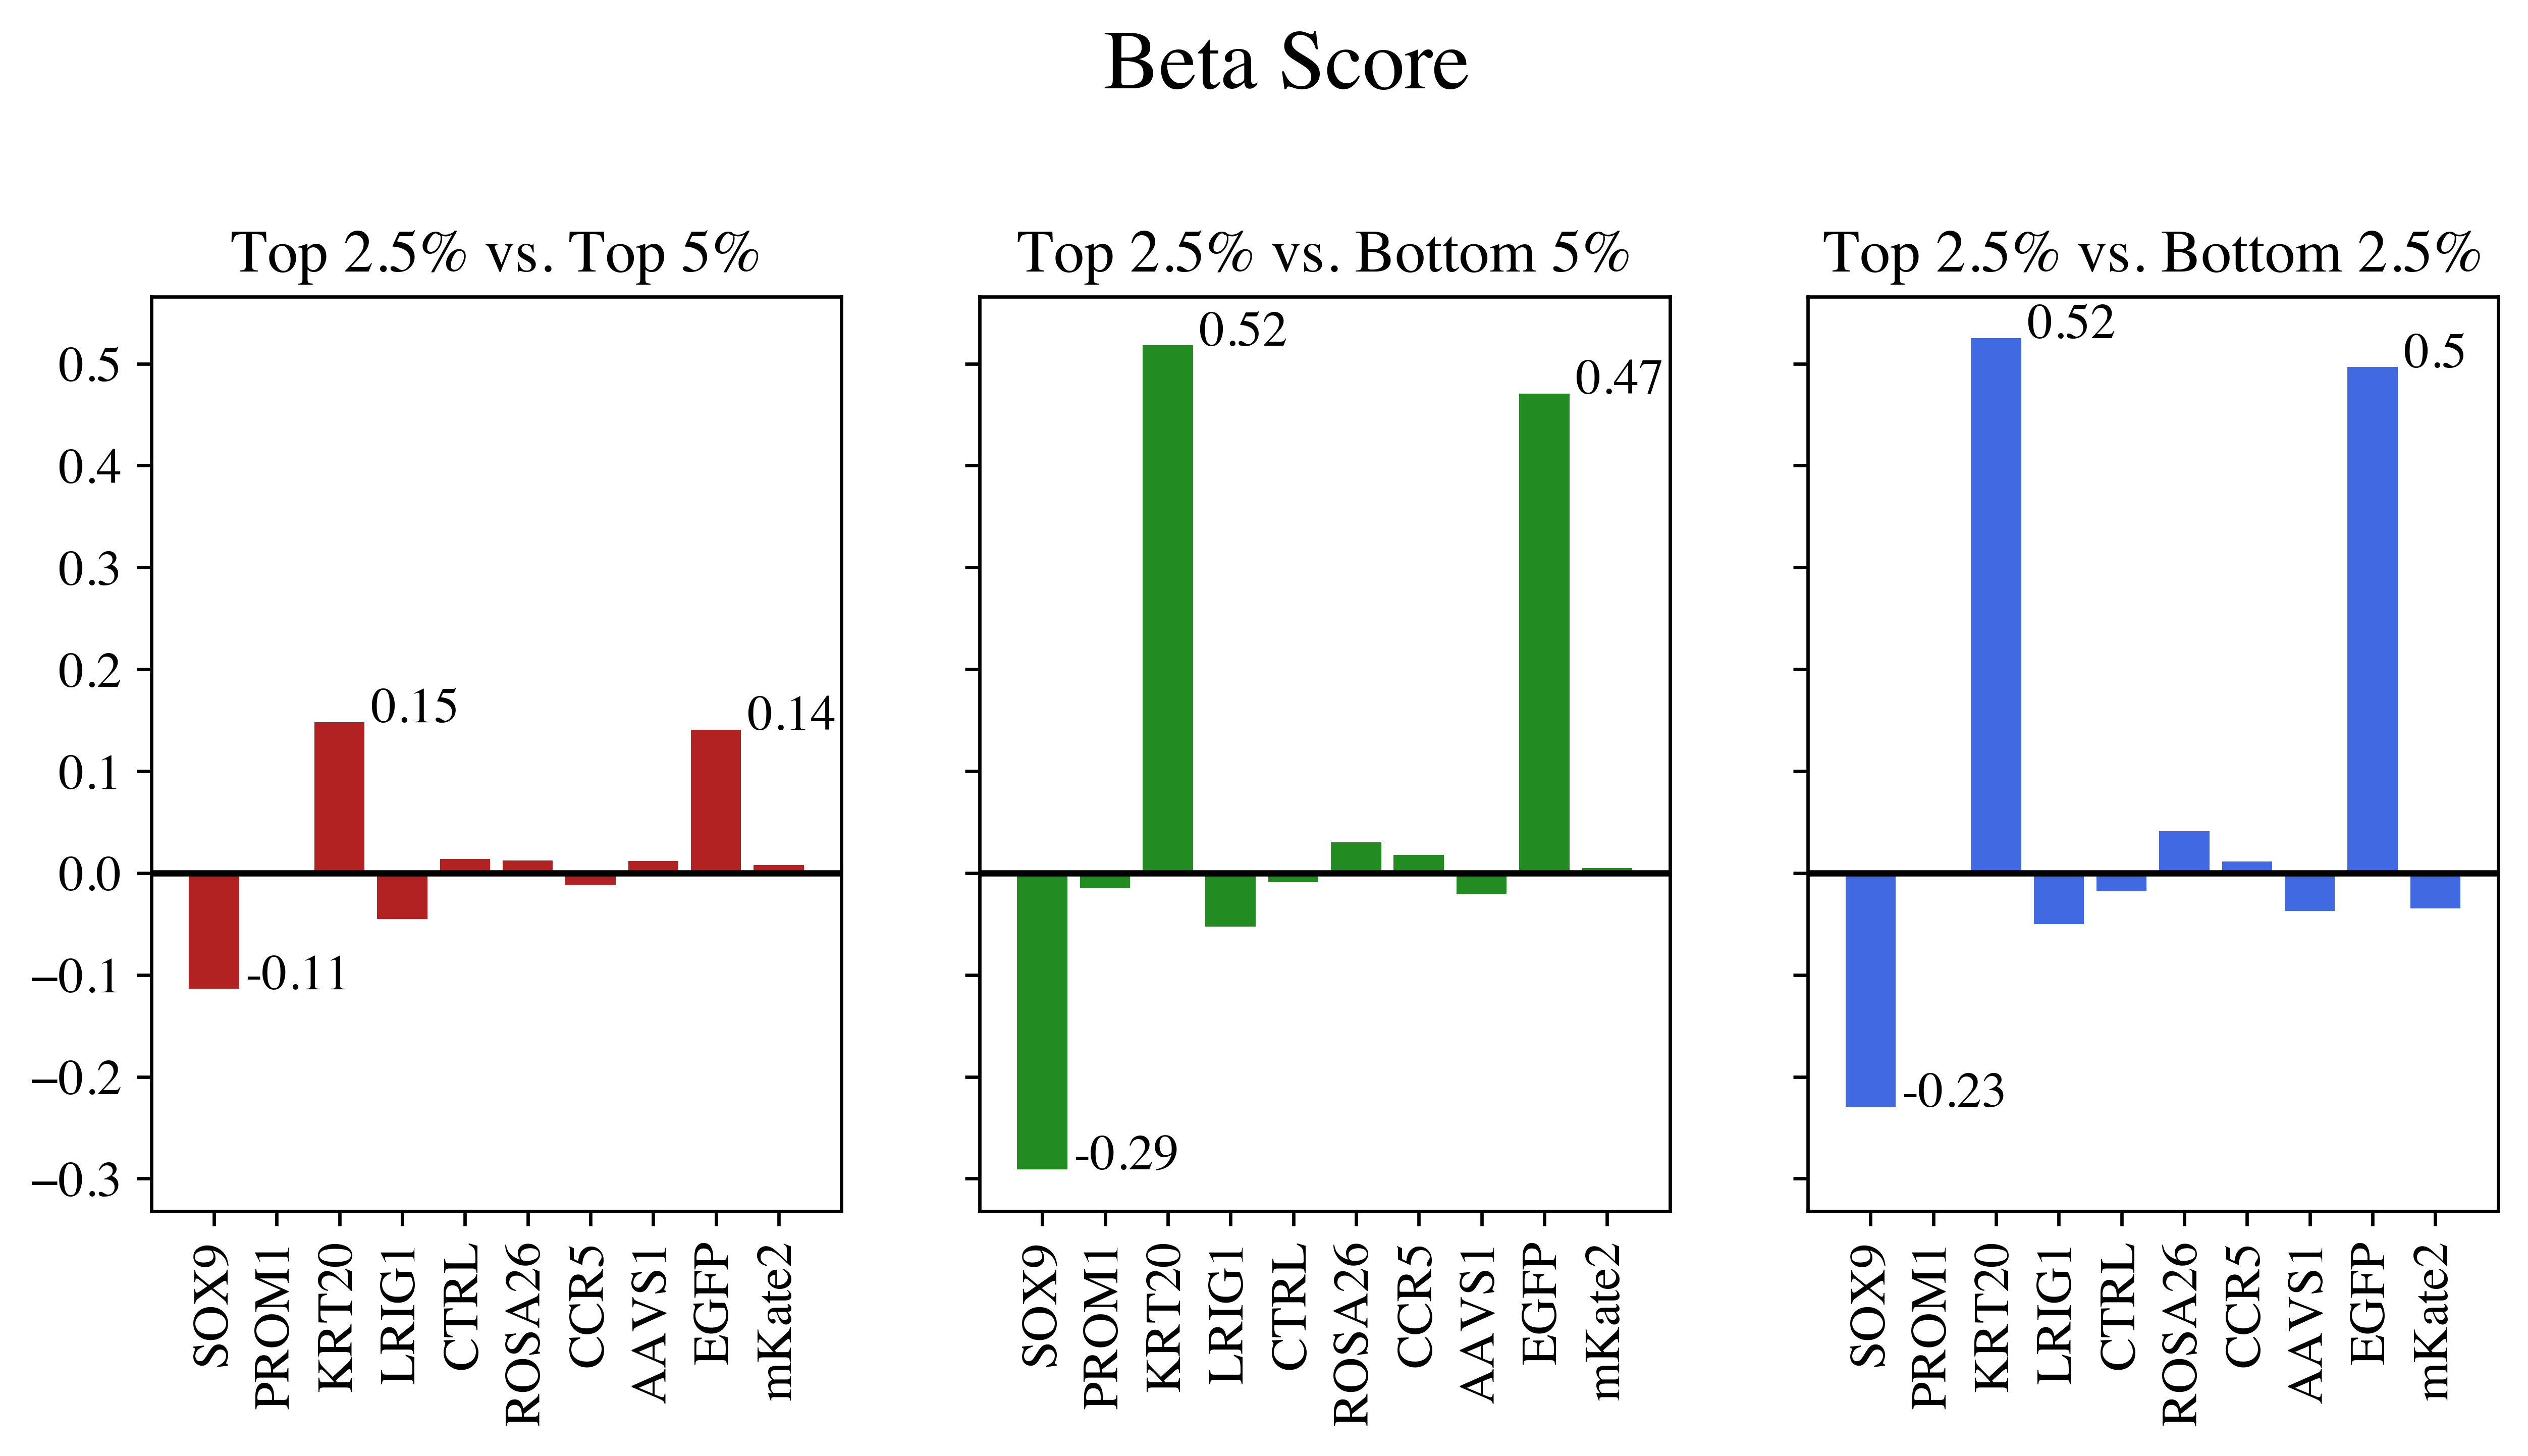 Beta Score
Top 2.5% vs. Top 5%
0.5
0.4
0.3
0.2
0.1
0.0
−0.1
−0.2
−0.3
0.15
0.14
-0.11
SOX9
PROM1
KRT20
LRIG1
CTRL
ROSA26
CCR5
AAVS1
EGFP
mKate2
Top 2.5% vs. Bottom 5%
0.52
0.47
-0.29
SOX9
PROM1
KRT20
LRIG1
CTRL
ROSA26
CCR5
AAVS1
EGFP
mKate2
Top 2.5% vs. Bottom 2.5%
0.52
0.5
-0.23
SOX9
PROM1
KRT20
LRIG1
CTRL
ROSA26
CCR5
AAVS1
EGFP
mKate2